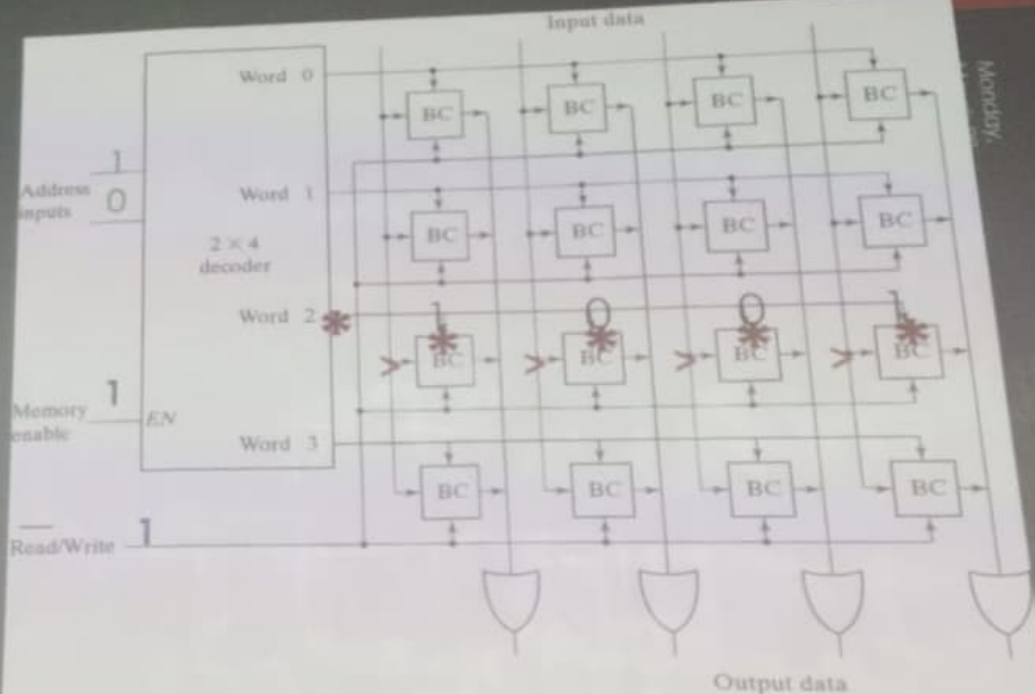 Input data
Monday,
Word 0
BC BC BC BC
1
Address
inputs
0
Word 1
BC BC BC BC
2 × 4
decoder
Word 2 *
1 0 0 1
* * * *
> BC > BC > BC > BC
1
Memory
enable
EN
Word 3
BC BC BC BC
Read/Write 1
Output data